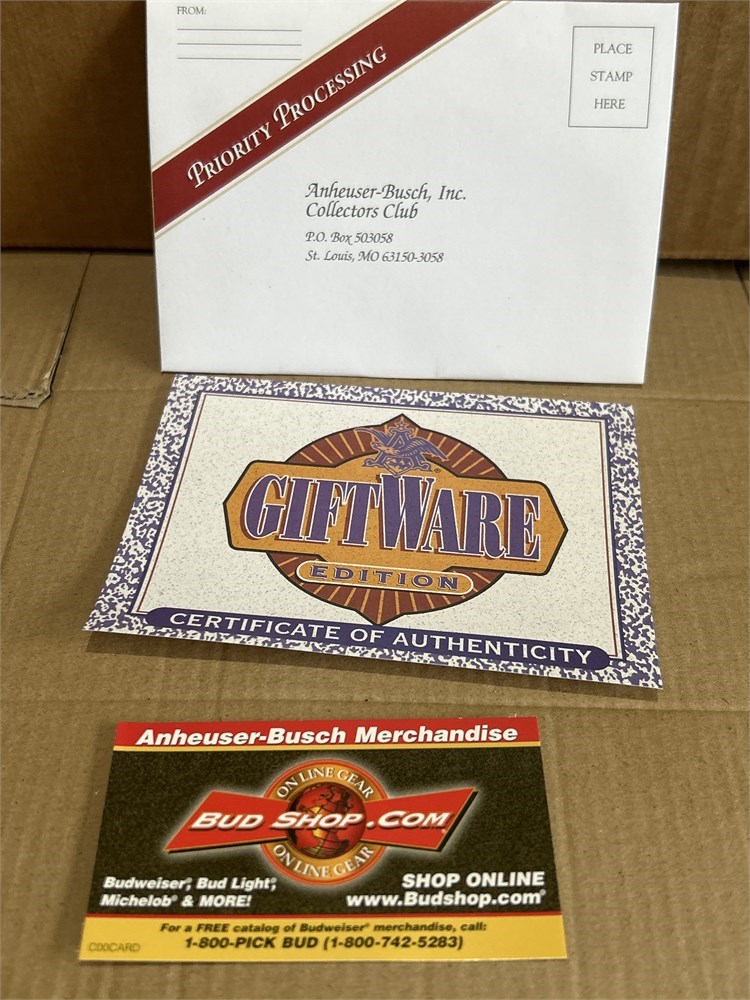 FROM:
PLACE
STAMP
HERE
PRIORITY PROCESSING
Anheuser-Busch, Inc.
Collectors Club
P.O. Box 503058
St. Louis, MO 63150-3058
GIFTWARE
EDITION
CERTIFICATE OF AUTHENTICITY
Anheuser-Busch Merchandise
ON LINE GEAR
BUD SHOP.COM
ON LINE GEAR
Budweiser®, Bud Light®,
Michelob® & MORE!
SHOP ONLINE
www.Budshop.com®
For a FREE catalog of Budweiser® merchandise, call:
1-800-PICK BUD (1-800-742-5283)
C00CARD